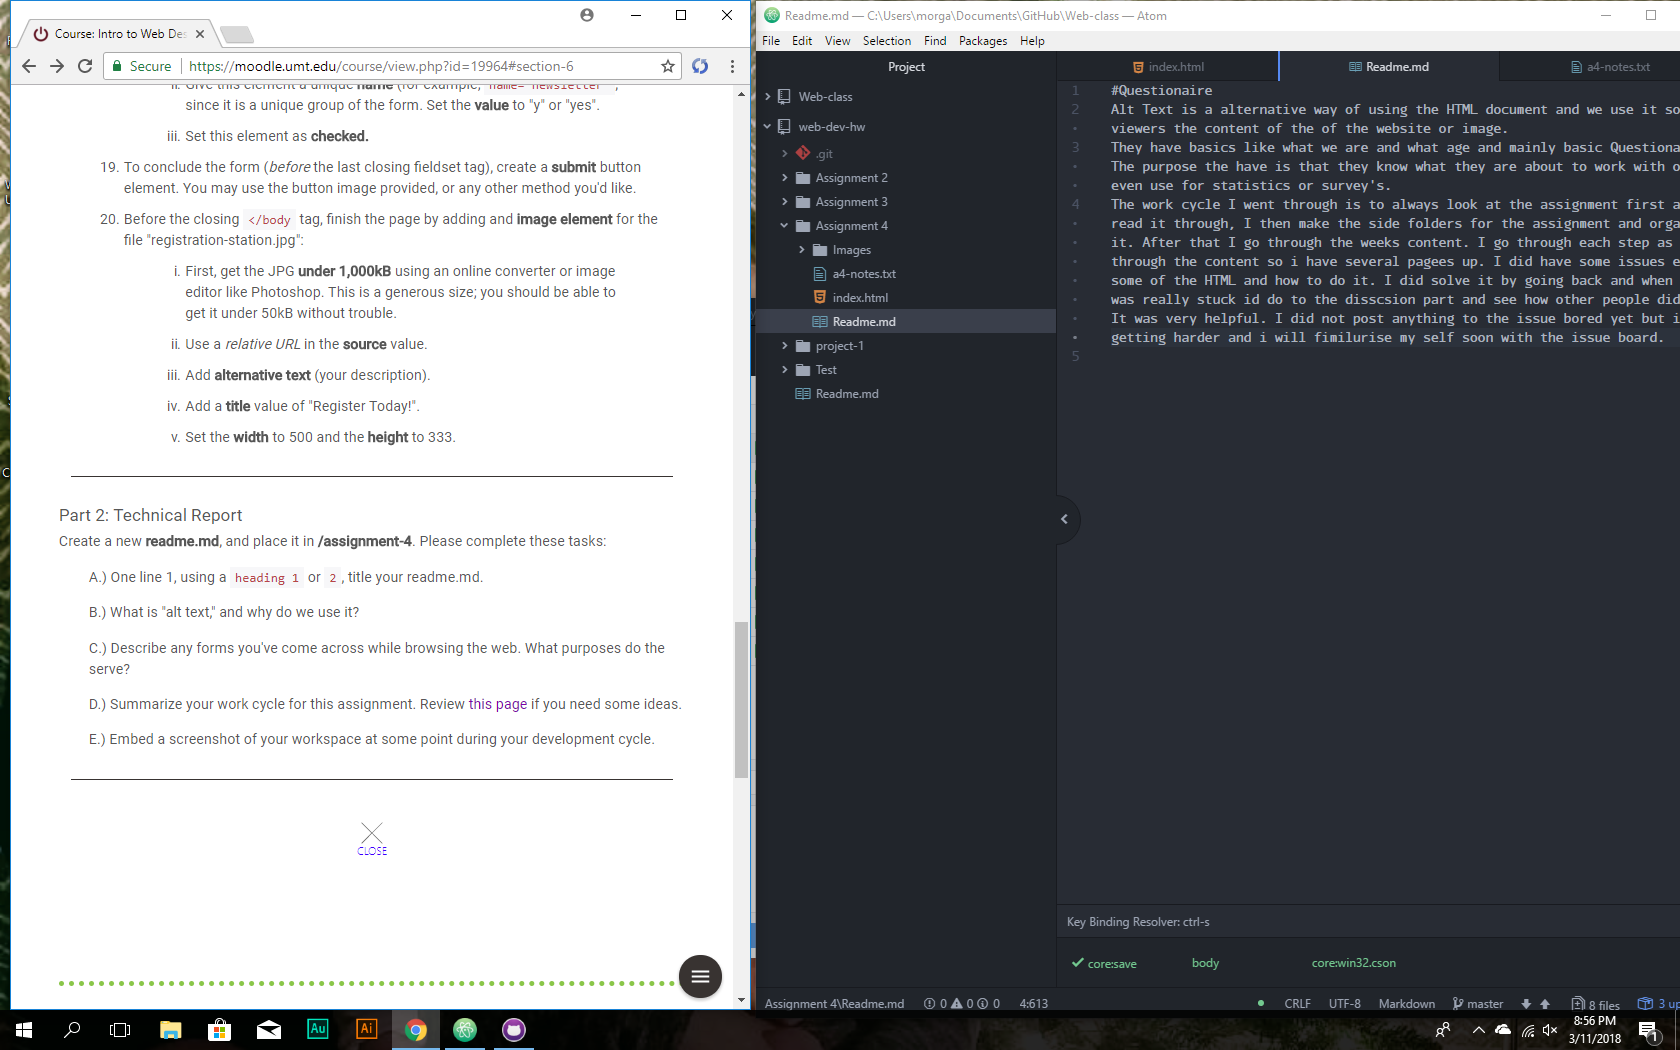 Course: Intro to Web Des
Secure
https://moodle.umt.edu/course/view.php?id=19964#section-6
ii. Give this element a unique name (for example, name="newsletter",
since it is a unique group of the form. Set the value to "y" or "yes".
iii. Set this element as checked.
19. To conclude the form (before the last closing fieldset tag), create a submit button
element. You may use the button image provided, or any other method you'd like.
20. Before the closing </body tag, finish the page by adding and image element for the
file "registration-station.jpg":
i. First, get the JPG under 1,000kB using an online converter or image
editor like Photoshop. This is a generous size; you should be able to
get it under 50kB without trouble.
ii. Use a relative URL in the source value.
iii. Add alternative text (your description).
iv. Add a title value of "Register Today!".
v. Set the width to 500 and the height to 333.
Part 2: Technical Report
Create a new readme.md, and place it in /assignment-4. Please complete these tasks:
A.) One line 1, using a heading 1 or 2, title your readme.md.
B.) What is "alt text," and why do we use it?
C.) Describe any forms you've come across while browsing the web. What purposes do the
serve?
D.) Summarize your work cycle for this assignment. Review this page if you need some ideas.
E.) Embed a screenshot of your workspace at some point during your development cycle.
CLOSE
Readme.md — C:\Users\morga\Documents\GitHub\Web-class — Atom
File Edit View Selection Find Packages Help
Project
Web-class
web-dev-hw
.git
Assignment 2
Assignment 3
Assignment 4
Images
a4-notes.txt
index.html
Readme.md
project-1
Test
Readme.md
index.html
Readme.md
a4-notes.txt
1 #Questionaire
2 Alt Text is a alternative way of using the HTML document and we use it so
viewers the content of the of the website or image.
3 They have basics like what we are and what age and mainly basic Questiona
The purpose the have is that they know what they are about to work with o
even use for statistics or survey's.
4 The work cycle I went through is to always look at the assignment first a
read it through, I then make the side folders for the assignment and orga
it. After that I go through the weeks content. I go through each step as
through the content so i have several pagees up. I did have some issues e
some of the HTML and how to do it. I did solve it by going back and when
was really stuck id do to the disscsion part and see how other people did
It was very helpful. I did not post anything to the issue bored yet but i
getting harder and i will fimilurise my self soon with the issue board.
5
Key Binding Resolver: ctrl-s
core:save body core:win32.cson
Assignment 4\Readme.md 0 0 0 4:613
CRLF UTF-8 Markdown master 8 files 3 up
Au
Ai
8:56 PM
3/11/2018
1